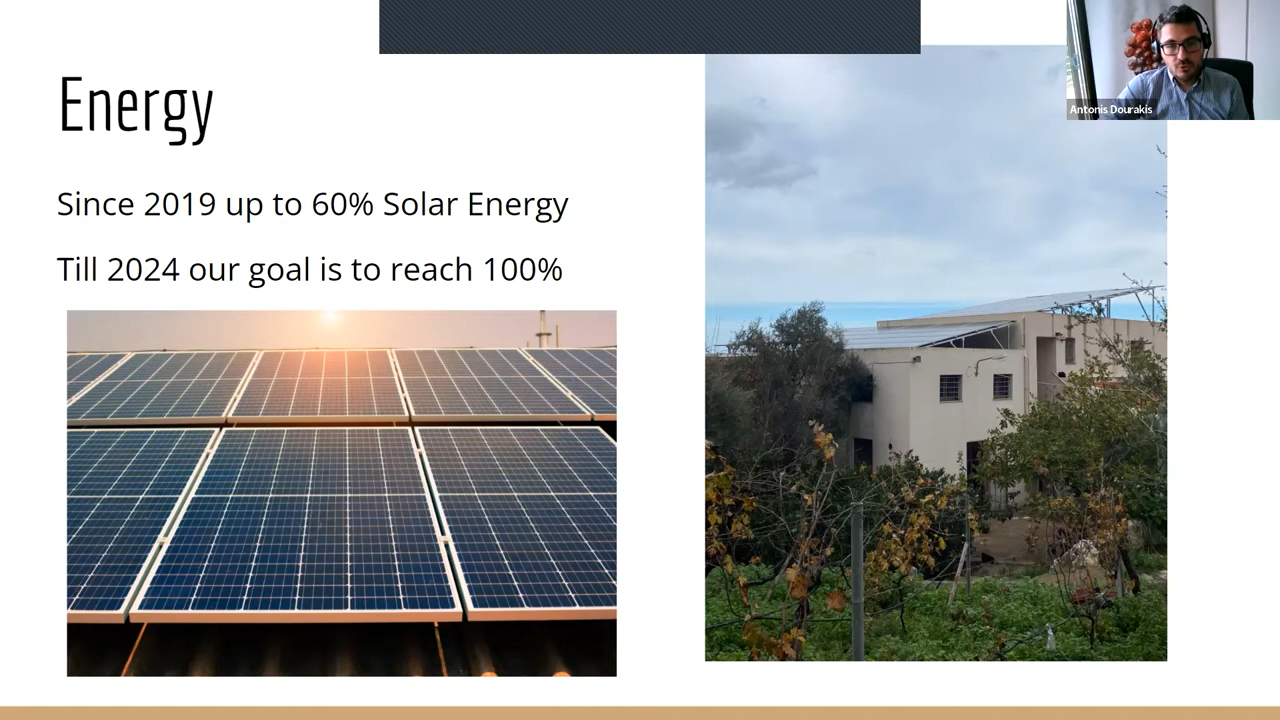 Energy
Since 2019 up to 60% Solar Energy
Till 2024 our goal is to reach 100%
Antonis Dourakis